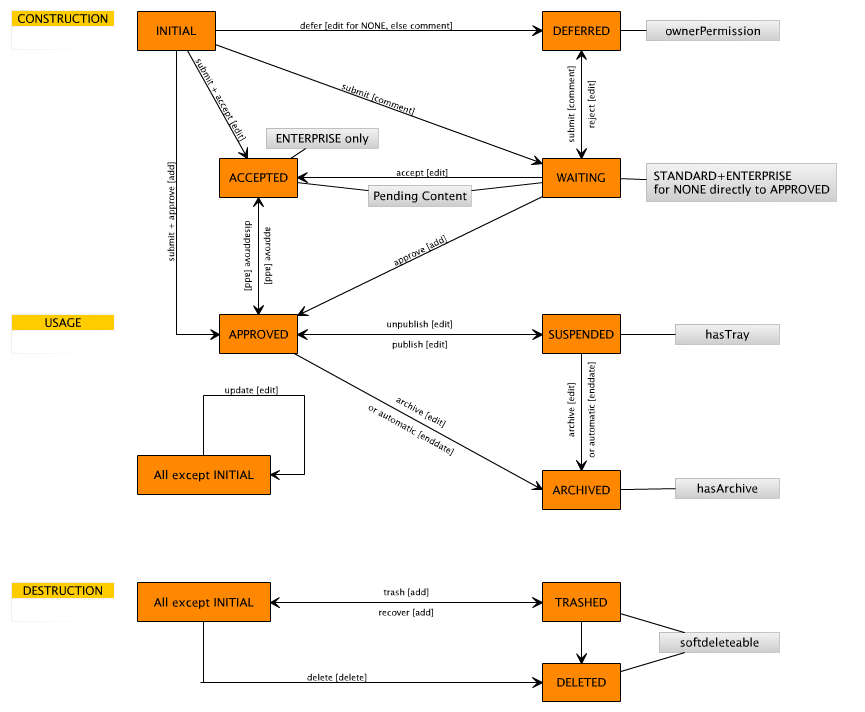 CONSTRUCTION
INITIAL
defer [edit for NONE, else comment]
DEFERRED
ownerPermission
submit + accept [edit]
submit [comment]
submit [comment]
reject [edit]
ENTERPRISE only
ACCEPTED
accept [edit]
WAITING
STANDARD+ENTERPRISE
for NONE directly to APPROVED
Pending Content
submit + approve [add]
disapprove [add]
approve [add]
approve [add]
USAGE
APPROVED
unpublish [edit]
publish [edit]
SUSPENDED
hasTray
update [edit]
archive [edit]
or automatic [enddate]
archive [edit]
or automatic [enddate]
All except INITIAL
ARCHIVED
hasArchive
DESTRUCTION
All except INITIAL
trash [add]
recover [add]
TRASHED
softdeleteable
delete [delete]
DELETED